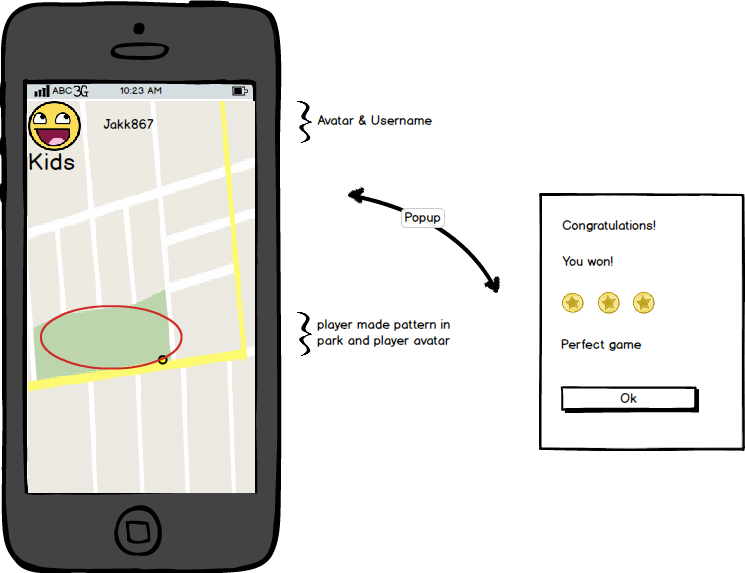 ABC 3G 10:23 AM
Jakk867
Kids
Avatar & Username
Popup
player made pattern in
park and player avatar
Congratulations!
You won!
Perfect game
Ok